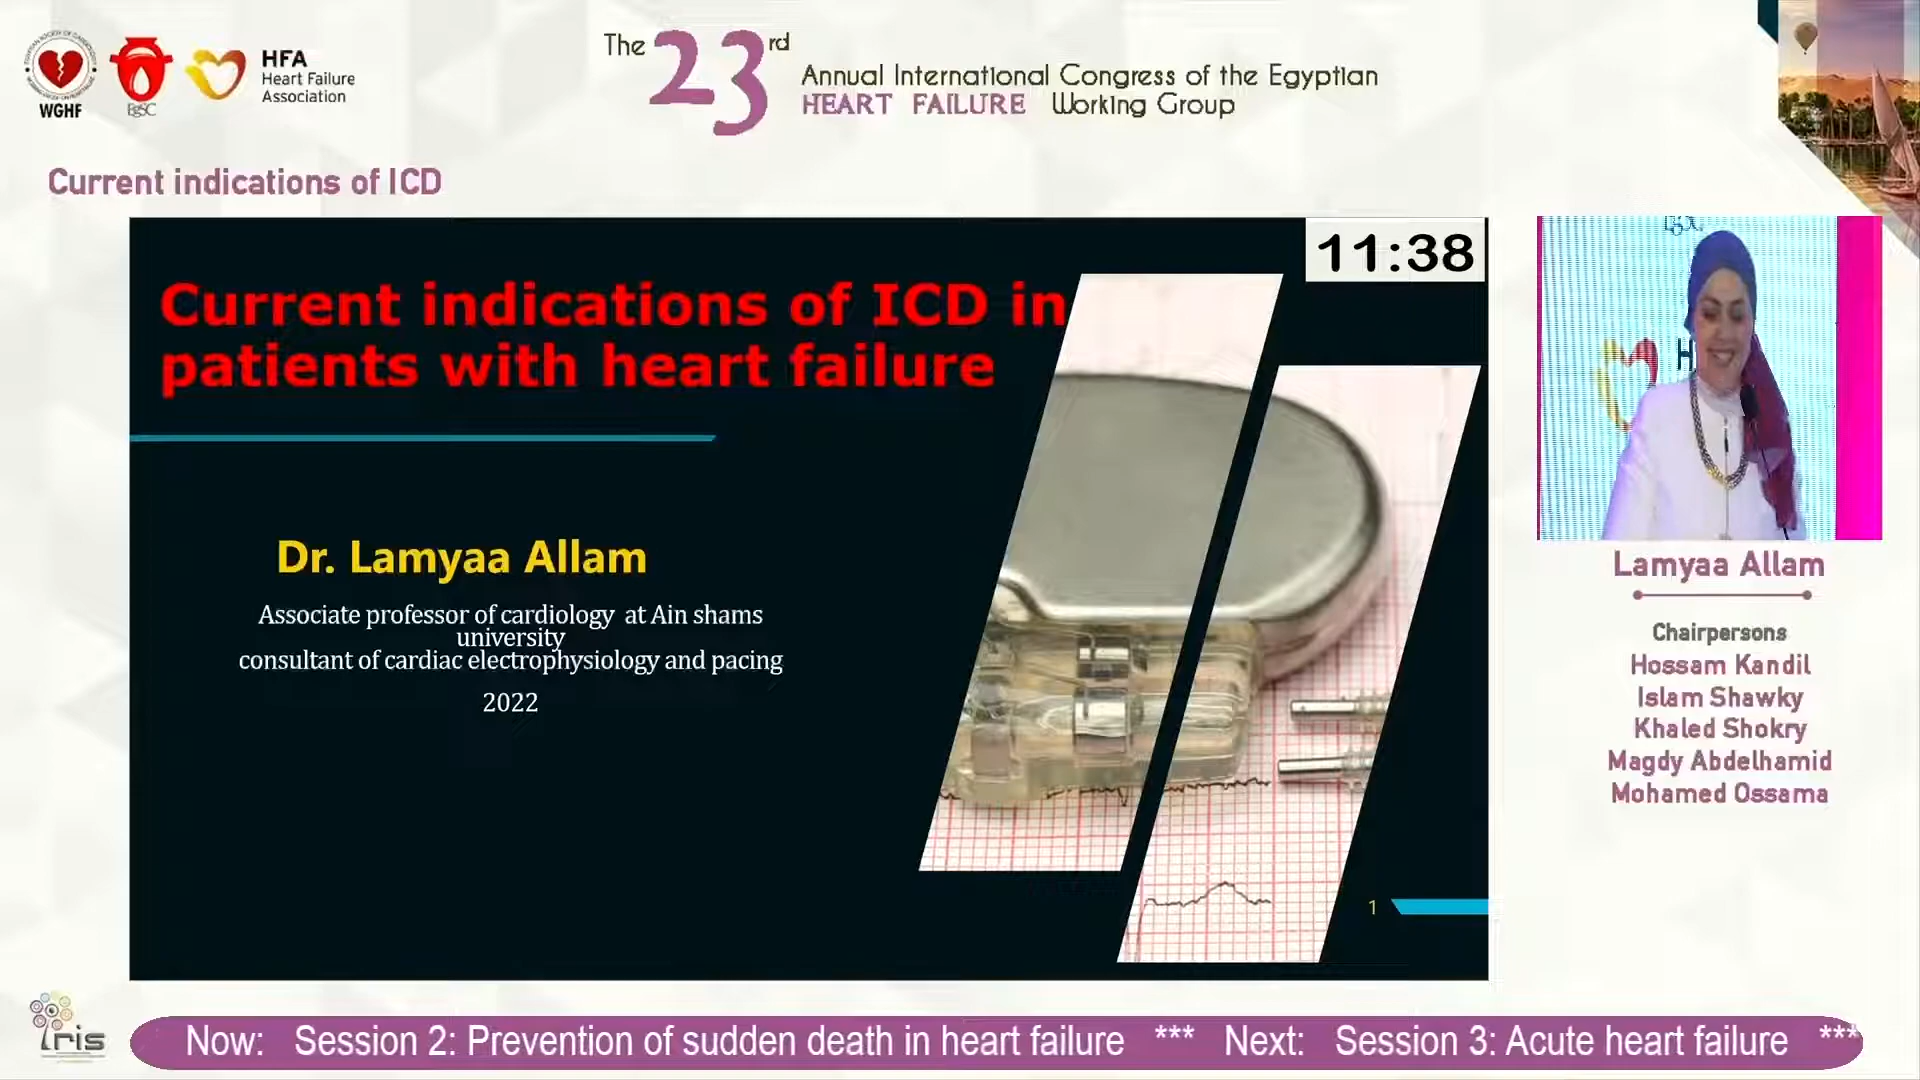 WGHF
EgSC
HFA
Heart Failure
Association
The 23rd
Annual International Congress of the Egyptian
HEART FAILURE Working Group
Current indications of ICD
11:38
Current indications of ICD in
patients with heart failure
Dr. Lamyaa Allam
Associate professor of cardiology at Ain shams
university
consultant of cardiac electrophysiology and pacing
2022
1
EgSC
H
Lamyaa Allam
Chairpersons
Hossam Kandil
Islam Shawky
Khaled Shokry
Magdy Abdelhamid
Mohamed Ossama
Iris
Now: Session 2: Prevention of sudden death in heart failure *** Next: Session 3: Acute heart failure ***